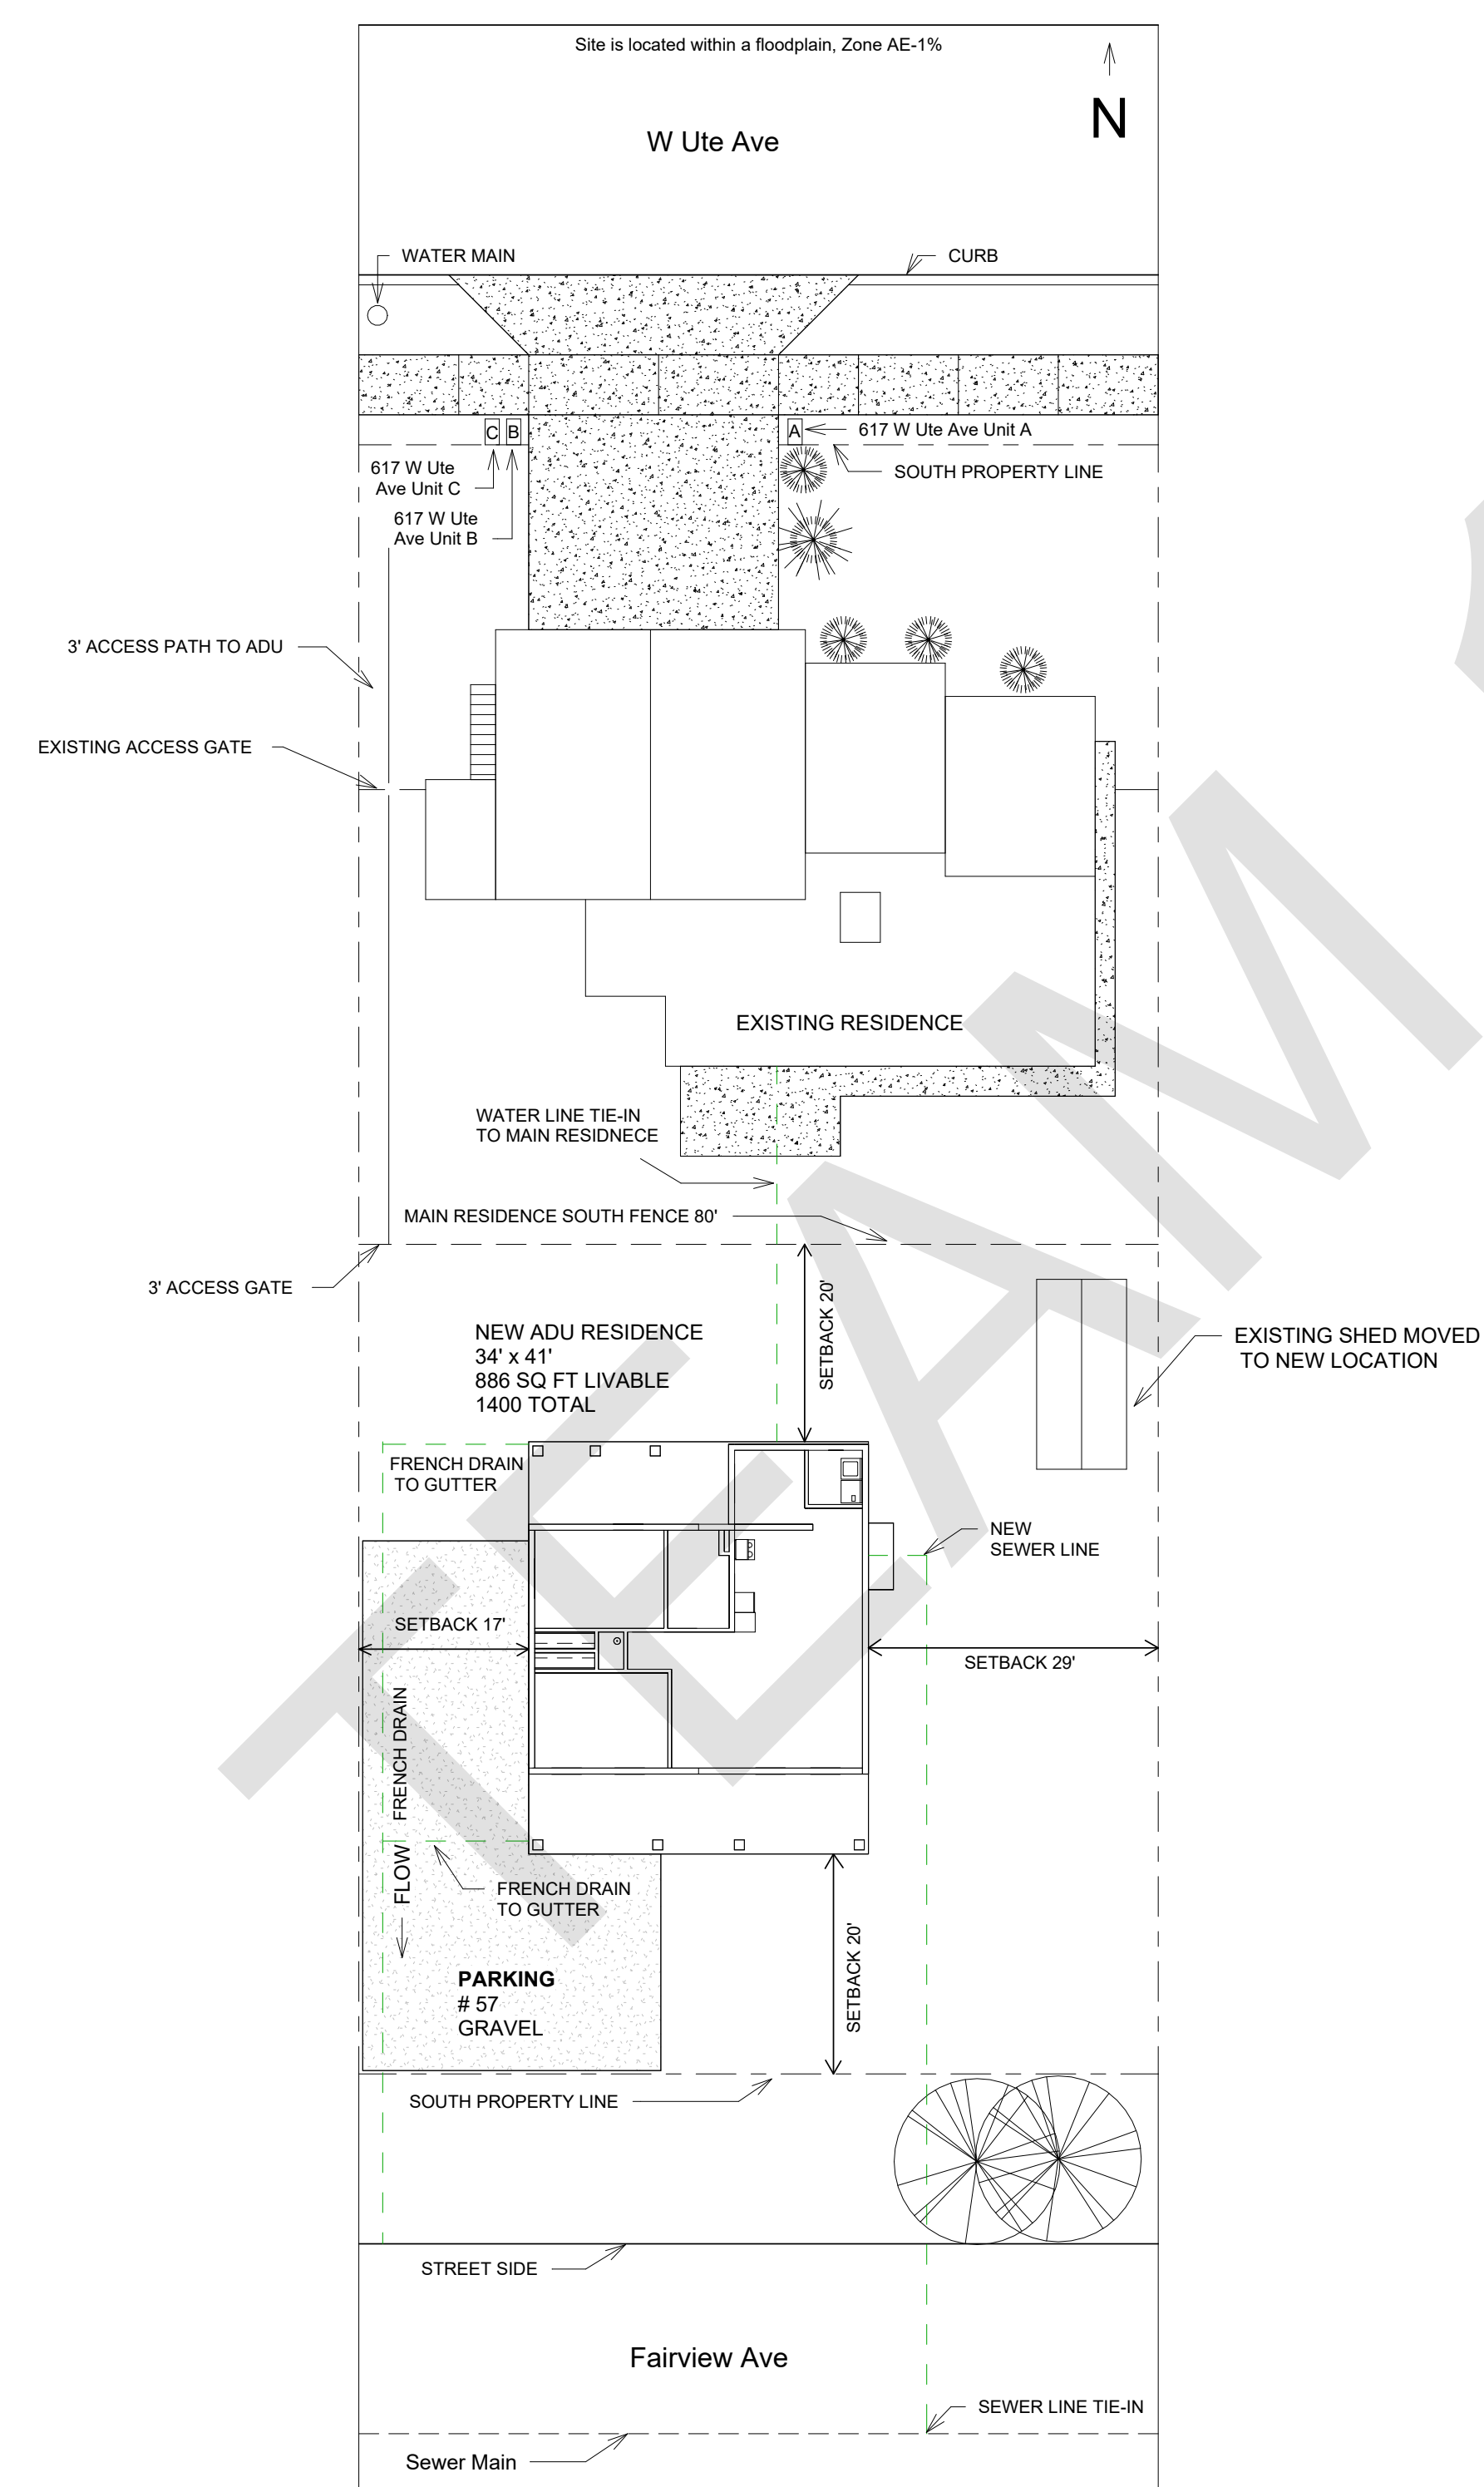 Site is located within a floodplain, Zone AE-1%
N
W Ute Ave
WATER MAIN
CURB
C
B
A
617 W Ute Ave Unit A
617 W Ute
Ave Unit C
SOUTH PROPERTY LINE
617 W Ute
Ave Unit B
3' ACCESS PATH TO ADU
EXISTING ACCESS GATE
EXISTING RESIDENCE
WATER LINE TIE-IN
TO MAIN RESIDNECE
MAIN RESIDENCE SOUTH FENCE 80'
3' ACCESS GATE
SETBACK 20'
NEW ADU RESIDENCE
34' x 41'
886 SQ FT LIVABLE
1400 TOTAL
EXISTING SHED MOVED
TO NEW LOCATION
FRENCH DRAIN
TO GUTTER
NEW
SEWER LINE
SETBACK 17'
SETBACK 29'
FRENCH DRAIN
FLOW
FRENCH DRAIN
TO GUTTER
SETBACK 20'
PARKING
# 57
GRAVEL
SOUTH PROPERTY LINE
STREET SIDE
Fairview Ave
SEWER LINE TIE-IN
Sewer Main
TEAM